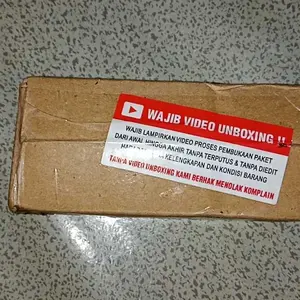 WAJIB VIDEO UNBOXING !!
WAJIB LAMPIRKAN VIDEO PROSES PEMBUKAAN PAKET
DARI AWAL HINGGA AKHIR TANPA TERPUTUS & TANPA DIEDIT
KELENGKAPAN DAN KONDISI BARANG
TANPA VIDEO UNBOXING KAMI BERHAK MENOLAK KOMPLAIN